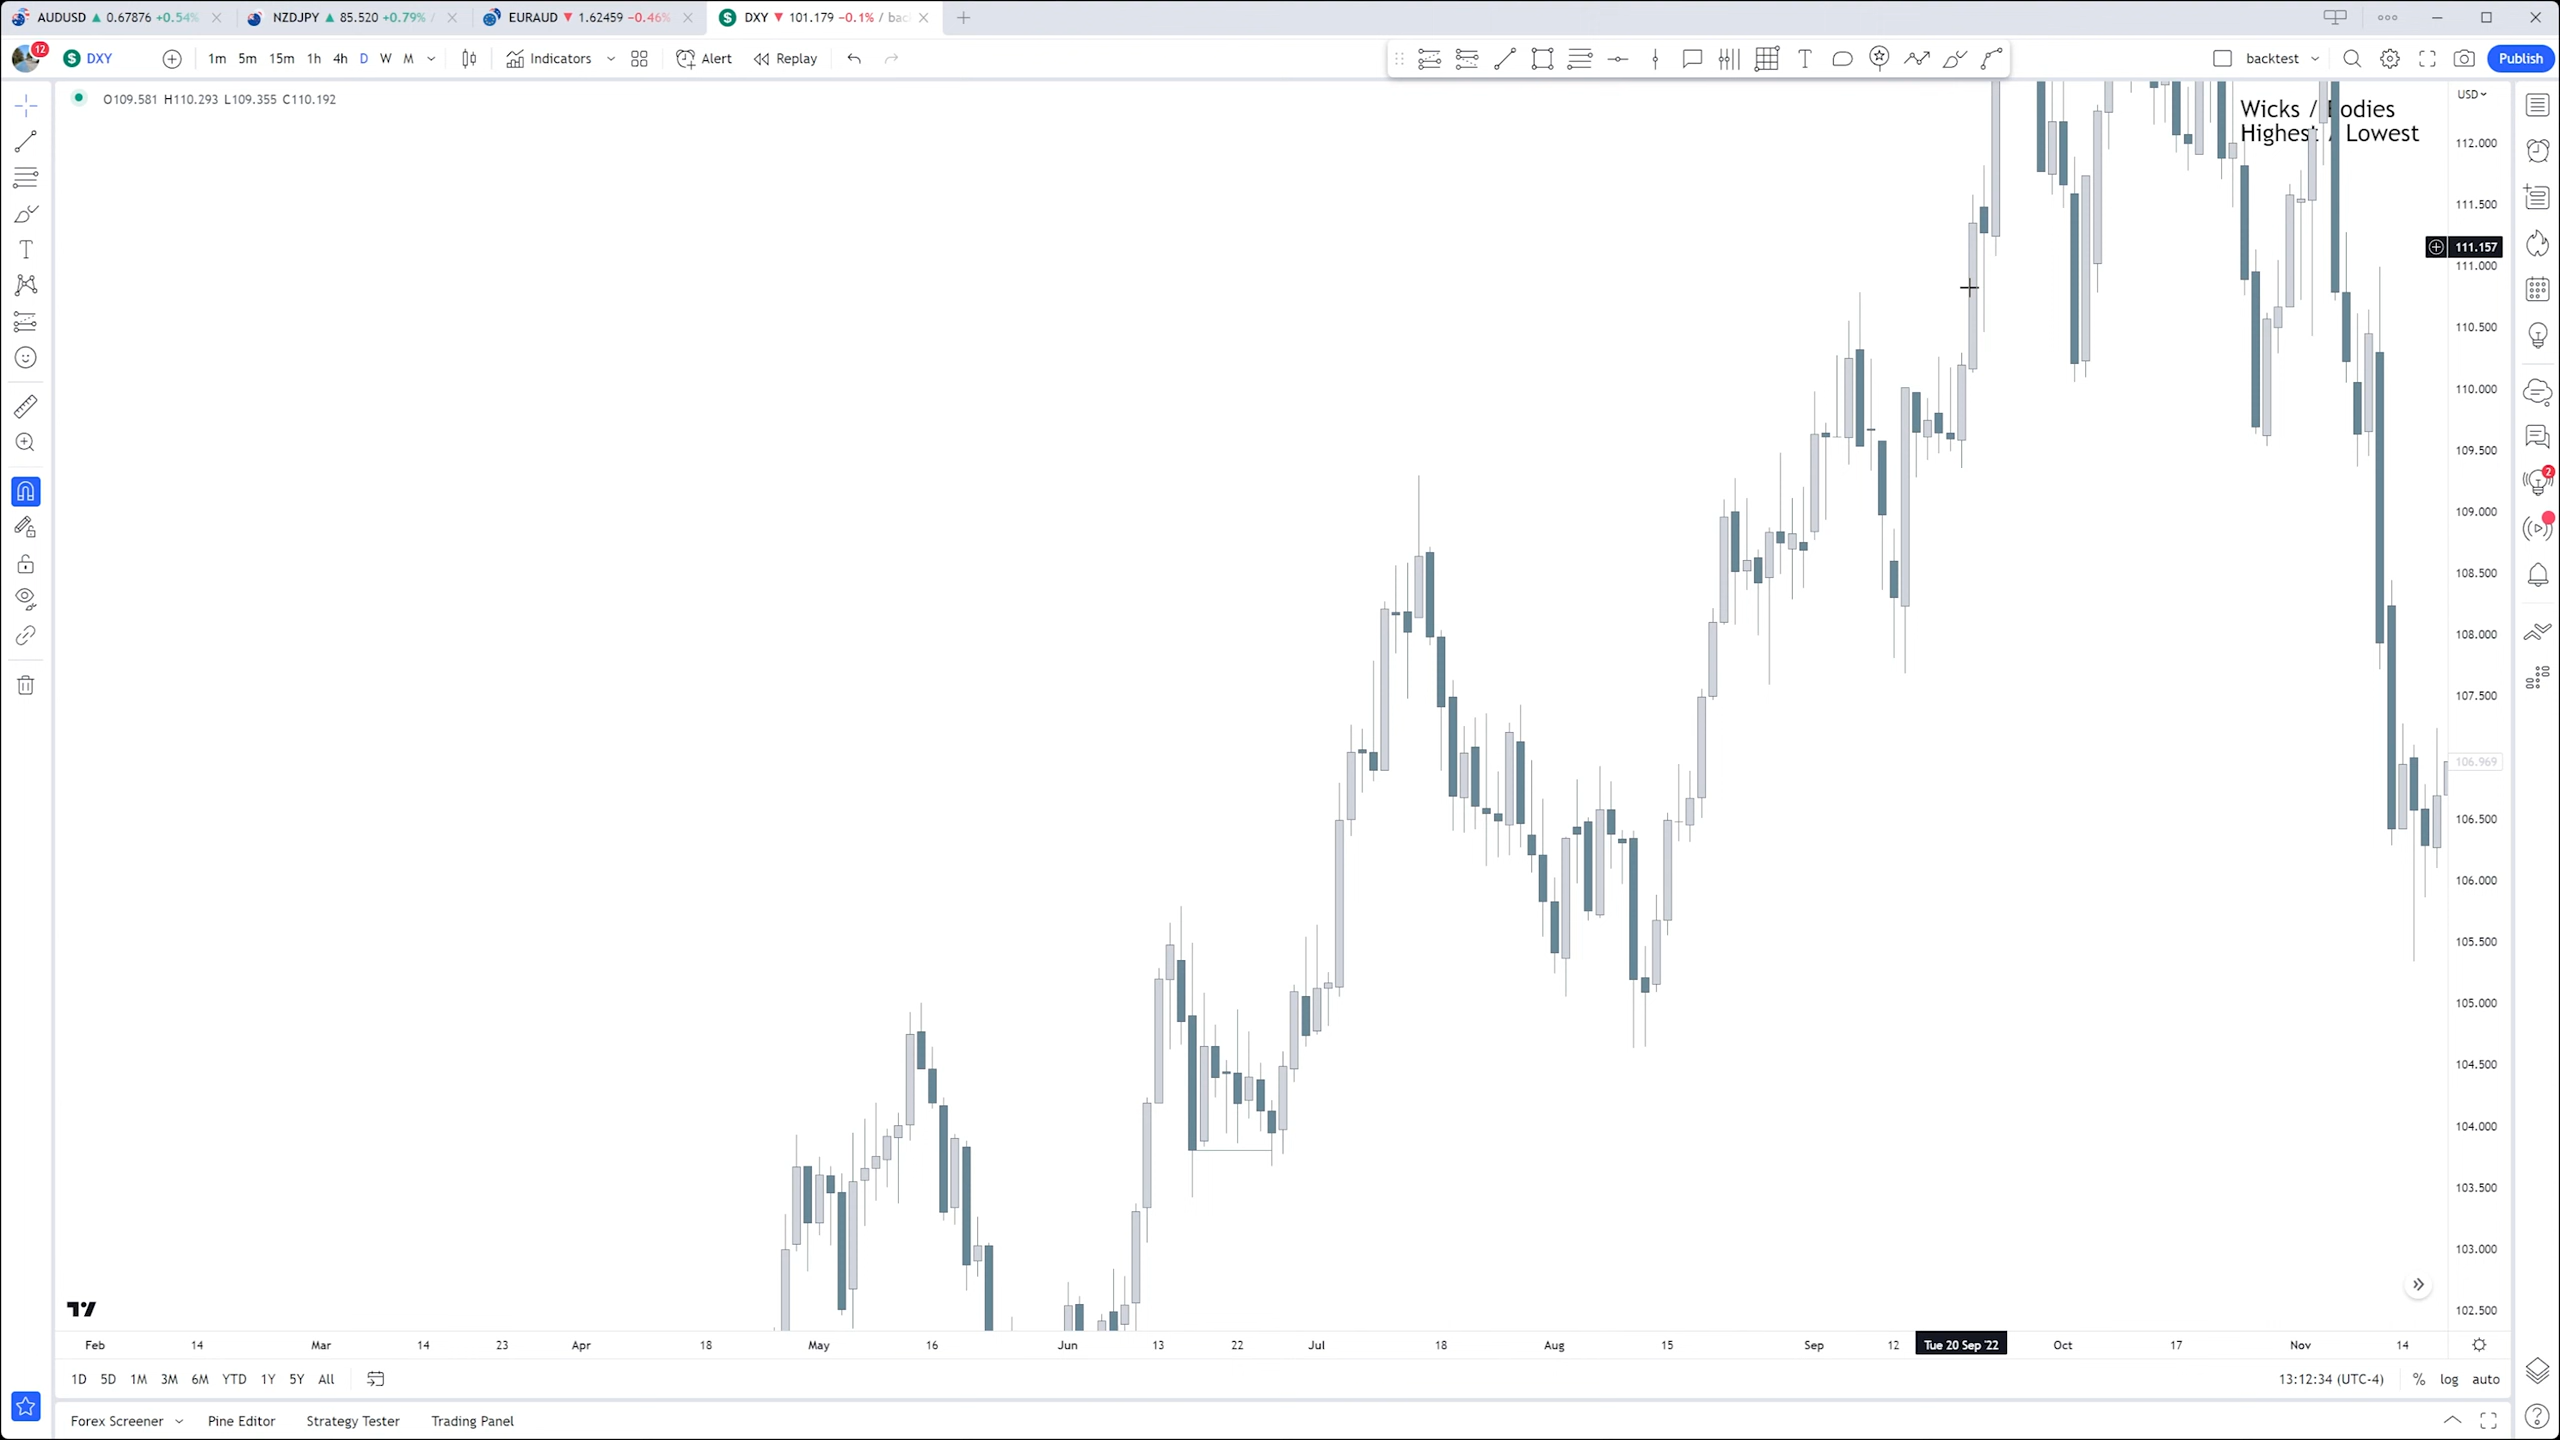 AUDUSD ▲ 0.67876 +0.54%
NZDJPY ▲ 85.520 +0.79% /
EURAUD ▼ 1.62459 −0.46%
DXY ▼ 101.179 −0.1% / bac
12
DXY
1m 5m 15m 1h 4h D W M
Indicators
Alert
Replay
backtest
Publish
O109.581 H110.293 L109.355 C110.192
USD
Wicks / Bodies
Highest / Lowest
112.000
111.500
111.157
111.000
110.500
110.000
109.500
109.000
108.500
108.000
107.500
106.969
106.500
106.000
105.500
105.000
104.500
104.000
103.500
103.000
102.500
2
Feb 14 Mar 14 23 Apr 18 May 16 Jun 13 22 Jul 18 Aug 15 Sep 12 Tue 20 Sep '22 Oct 17 Nov 14
1D 5D 1M 3M 6M YTD 1Y 5Y All
13:12:34 (UTC-4) % log auto
Forex Screener Pine Editor Strategy Tester Trading Panel